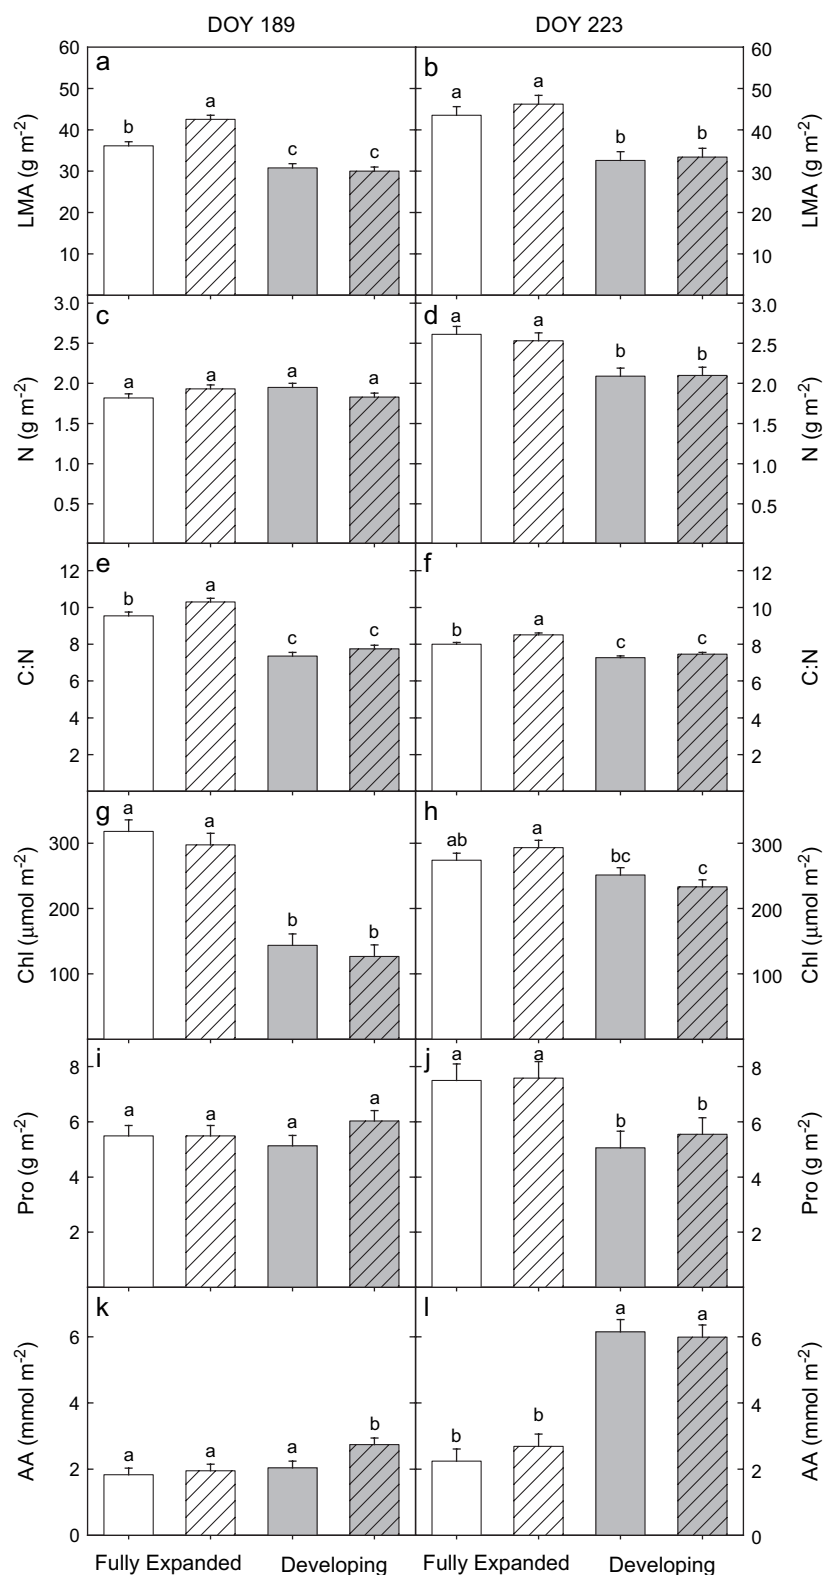 DOY 189 DOY 223
a b
60 60
50 50
40 40
30 30
20 20
10 10
LMA (g m⁻²) LMA (g m⁻²)
b a c c a a b b
c d
3.0 3.0
2.5 2.5
2.0 2.0
1.5 1.5
1.0 1.0
0.5 0.5
N (g m⁻²) N (g m⁻²)
a a a a a a b b
e f
12 12
10 10
8 8
6 6
4 4
2 2
C:N C:N
b a c c b a c c
g h
300 300
200 200
100 100
Chl (μmol m⁻²) Chl (μmol m⁻²)
a a b b ab a bc c
i j
8 8
6 6
4 4
2 2
Pro (g m⁻²) Pro (g m⁻²)
a a a a a a b b
k l
6 6
4 4
2 2
0 0
AA (mmol m⁻²) AA (mmol m⁻²)
a a a b b b a a
Fully Expanded Developing Fully Expanded Developing